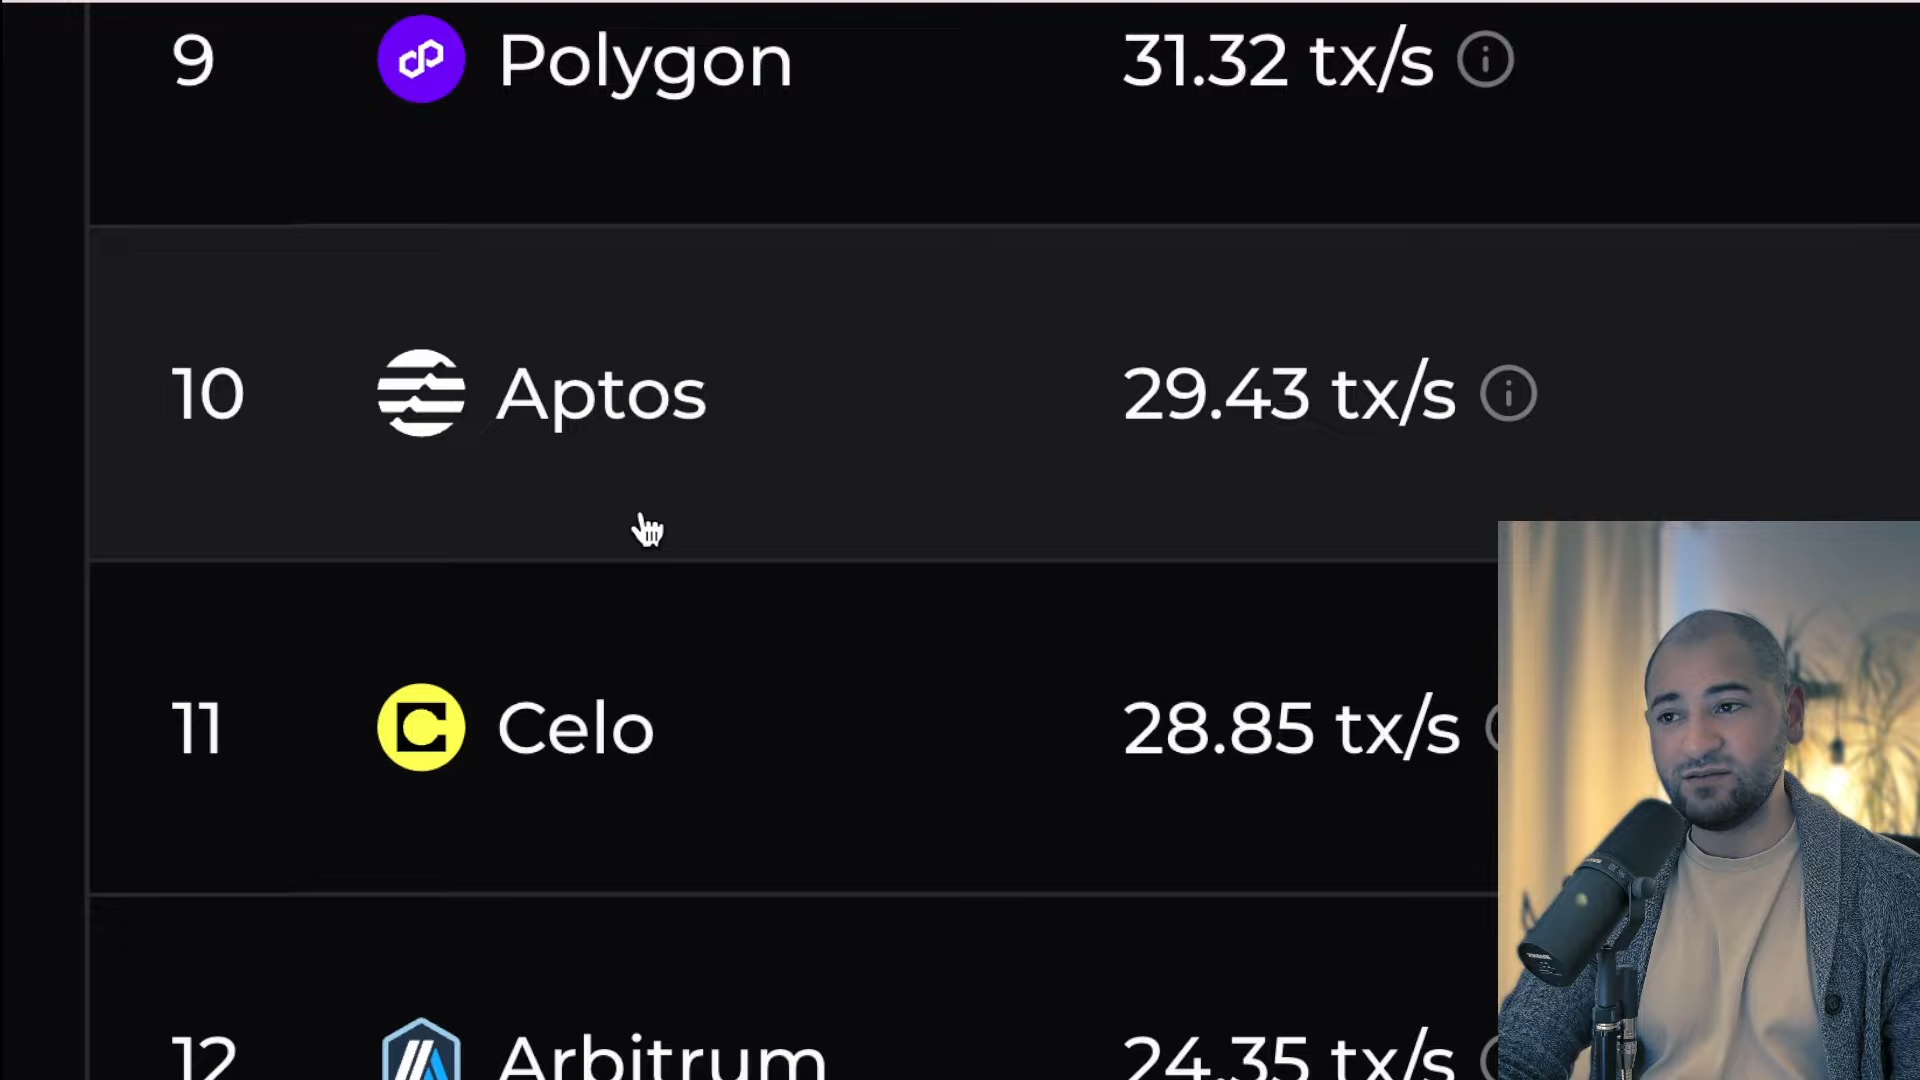 9 Polygon 31.32 tx/s
10 Aptos 29.43 tx/s
11 Celo 28.85 tx/s
12 Arbitrum 24.35 tx/s